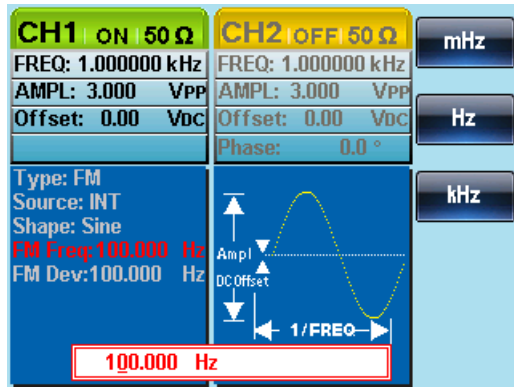 CH1 ON 50 Ω
FREQ: 1.000000 kHz
AMPL: 3.000 VPP
Offset: 0.00 VDC
CH2 OFF 50 Ω
FREQ: 1.000000 kHz
AMPL: 3.000 VPP
Offset: 0.00 VDC
Phase: 0.0 °
mHz
Hz
kHz
Type: FM
Source: INT
Shape: Sine
FM Freq:100.000 Hz
FM Dev:100.000 Hz
Ampl
DC Offset
1/FREQ
100.000 Hz